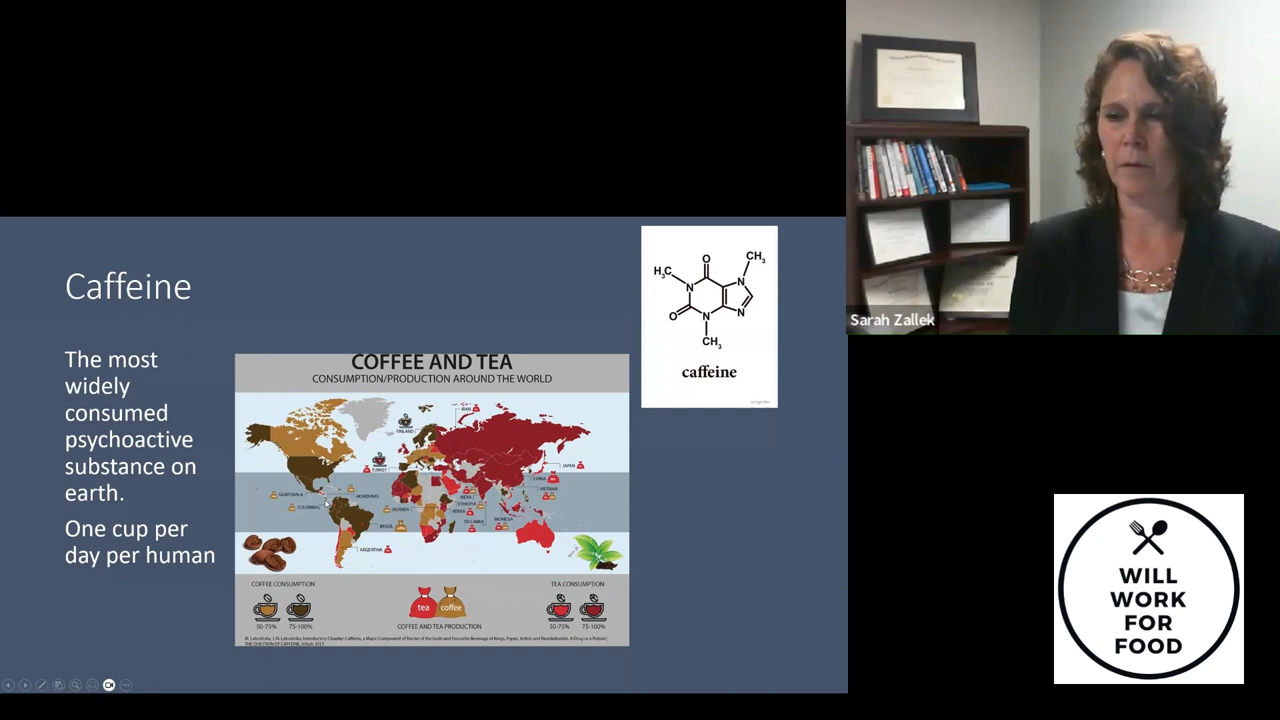 Caffeine
The most
widely
consumed
psychoactive
substance on
earth.
One cup per
day per human
COFFEE AND TEA
CONSUMPTION/PRODUCTION AROUND THE WORLD
IRAN
FINLAND
TURKEY
JAPAN
CHINA
VIETNAM
INDIA
GUATEMALA
HONDURAS
ETHIOPIA
COLUMBIA
UGANDA
KENYA
SRI LANKA
BRAZIL
ARGENTINA
COFFEE CONSUMPTION
TEA CONSUMPTION
tea
coffee
50-75%
75-100%
COFFEE AND TEA PRODUCTION
50-75%
75-100%
H₃C
O
CH₃
N
N
O
N
N
CH₃
caffeine
Sarah Zallek
WILL
WORK
FOR
FOOD